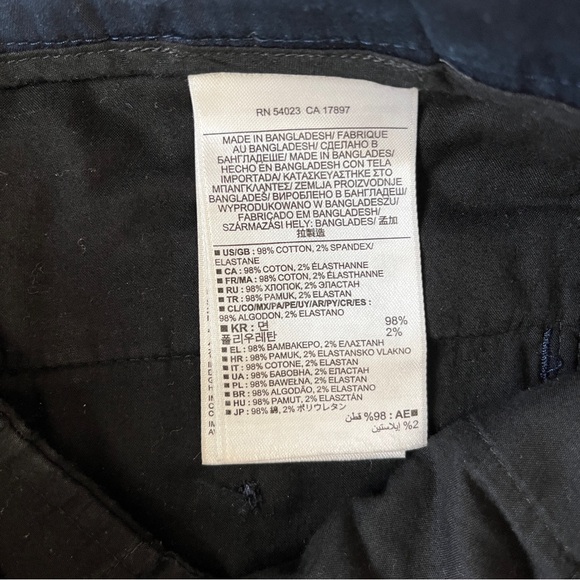 RN 54023 CA 17897
MADE IN BANGLADESH/ FABRIQUE
AU BANGLADESH/ СДЕЛАНО В
БАНГЛАДЕШЕ/ MADE IN BANGLADES/
HECHO EN BANGLADESH CON TELA
IMPORTADA/ ΚΑΤΑΣΚΕΥΑΣΤΗΚΕ ΣΤΟ
ΜΠΑΝΓΚΛΑΝΤΕΣ/ ZEMLJA PROIZVODNJE
BANGLADEŠ/ ВИРОБЛЕНО В БАНГЛАДЕШ/
WYPRODUKOWANO W BANGLADESZU/
FABRICADO EM BANGLADESH/
SZÁRMAZÁSI HELY: BANGLADES/ 孟加
拉製造
■ US/GB : 98% COTTON, 2% SPANDEX/
ELASTANE
■ CA : 98% COTON, 2% ÉLASTHANNE
■ FR/MA : 98% COTON, 2% ÉLASTHANNE
■ RU : 98% ХЛОПОК, 2% ЭЛАСТАН
■ TR : 98% PAMUK, 2% ELASTAN
■ CL/CO/MX/PA/PE/UY/AR/PY/CR/ES :
98% ALGODON, 2% ELASTANO
■ KR : 면 98%
폴리우레탄 2%
■ EL : 98% ΒΑΜΒΑΚΕΡΟ, 2% ΕΛΑΣΤΑΝΗ
■ HR : 98% PAMUK, 2% ELASTANSKO VLAKNO
■ IT : 98% COTONE, 2% ELASTAN
■ UA : 98% БАВОВНА, 2% ЕЛАСТАН
■ PL : 98% BAWEŁNA, 2% ELASTAN
■ BR : 98% ALGODÃO, 2% ELASTANO
■ HU : 98% PAMUT, 2% ELASZTÁN
■ JP : 98% 綿, 2% ポリウレタン
■AE : 98% قطن
2% إيلاستين